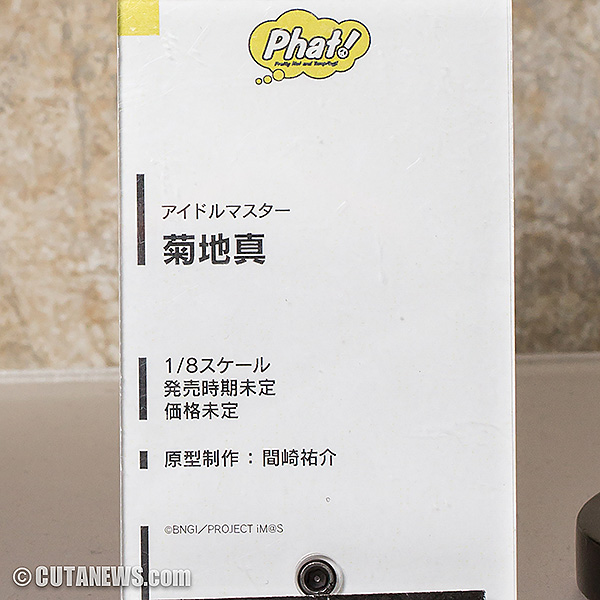 Phat!
Pretty Hot and Tempting!
アイドルマスター
菊地真
1/8スケール
発売時期未定
価格未定
原型制作：間崎祐介
©BNGI/PROJECT iM@S
© CUTANEWS.com